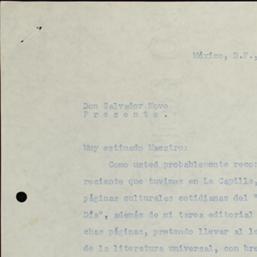 México, D.F.,
Don Salvador Novo
P r e s e n t e .
Muy estimado Maestro:
Como usted probablemente reco
reciente que tuvimos en La Capilla,
páginas culturales cotidianas del "
Día", además de mi tarea editorial
chas páginas, pretendo llevar al le
de la literatura universal, con bre